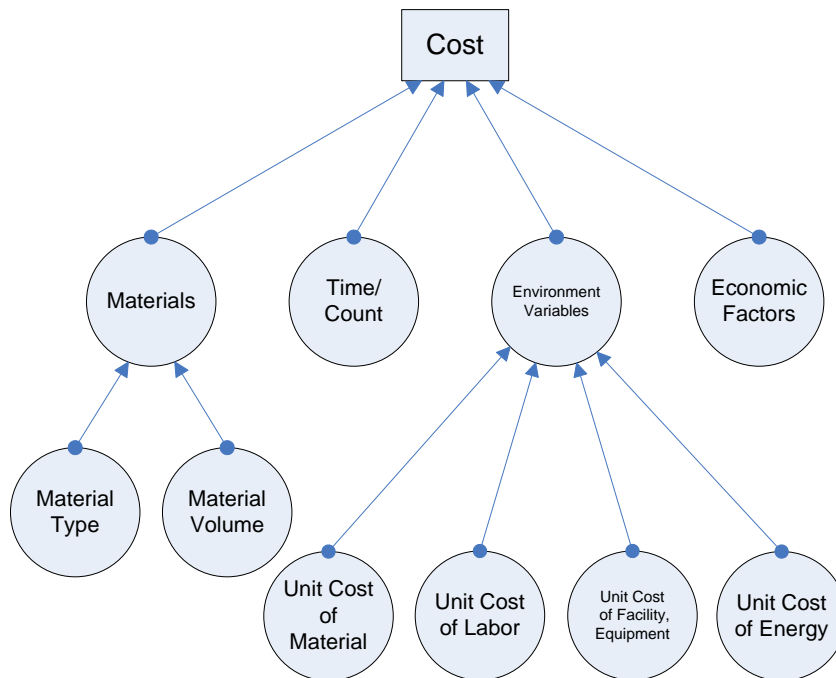 Cost
Materials
Time/
Count
Environment
Variables
Economic
Factors
Material
Type
Material
Volume
Unit Cost
of
Material
Unit Cost
of Labor
Unit Cost
of Facility,
Equipment
Unit Cost
of Energy